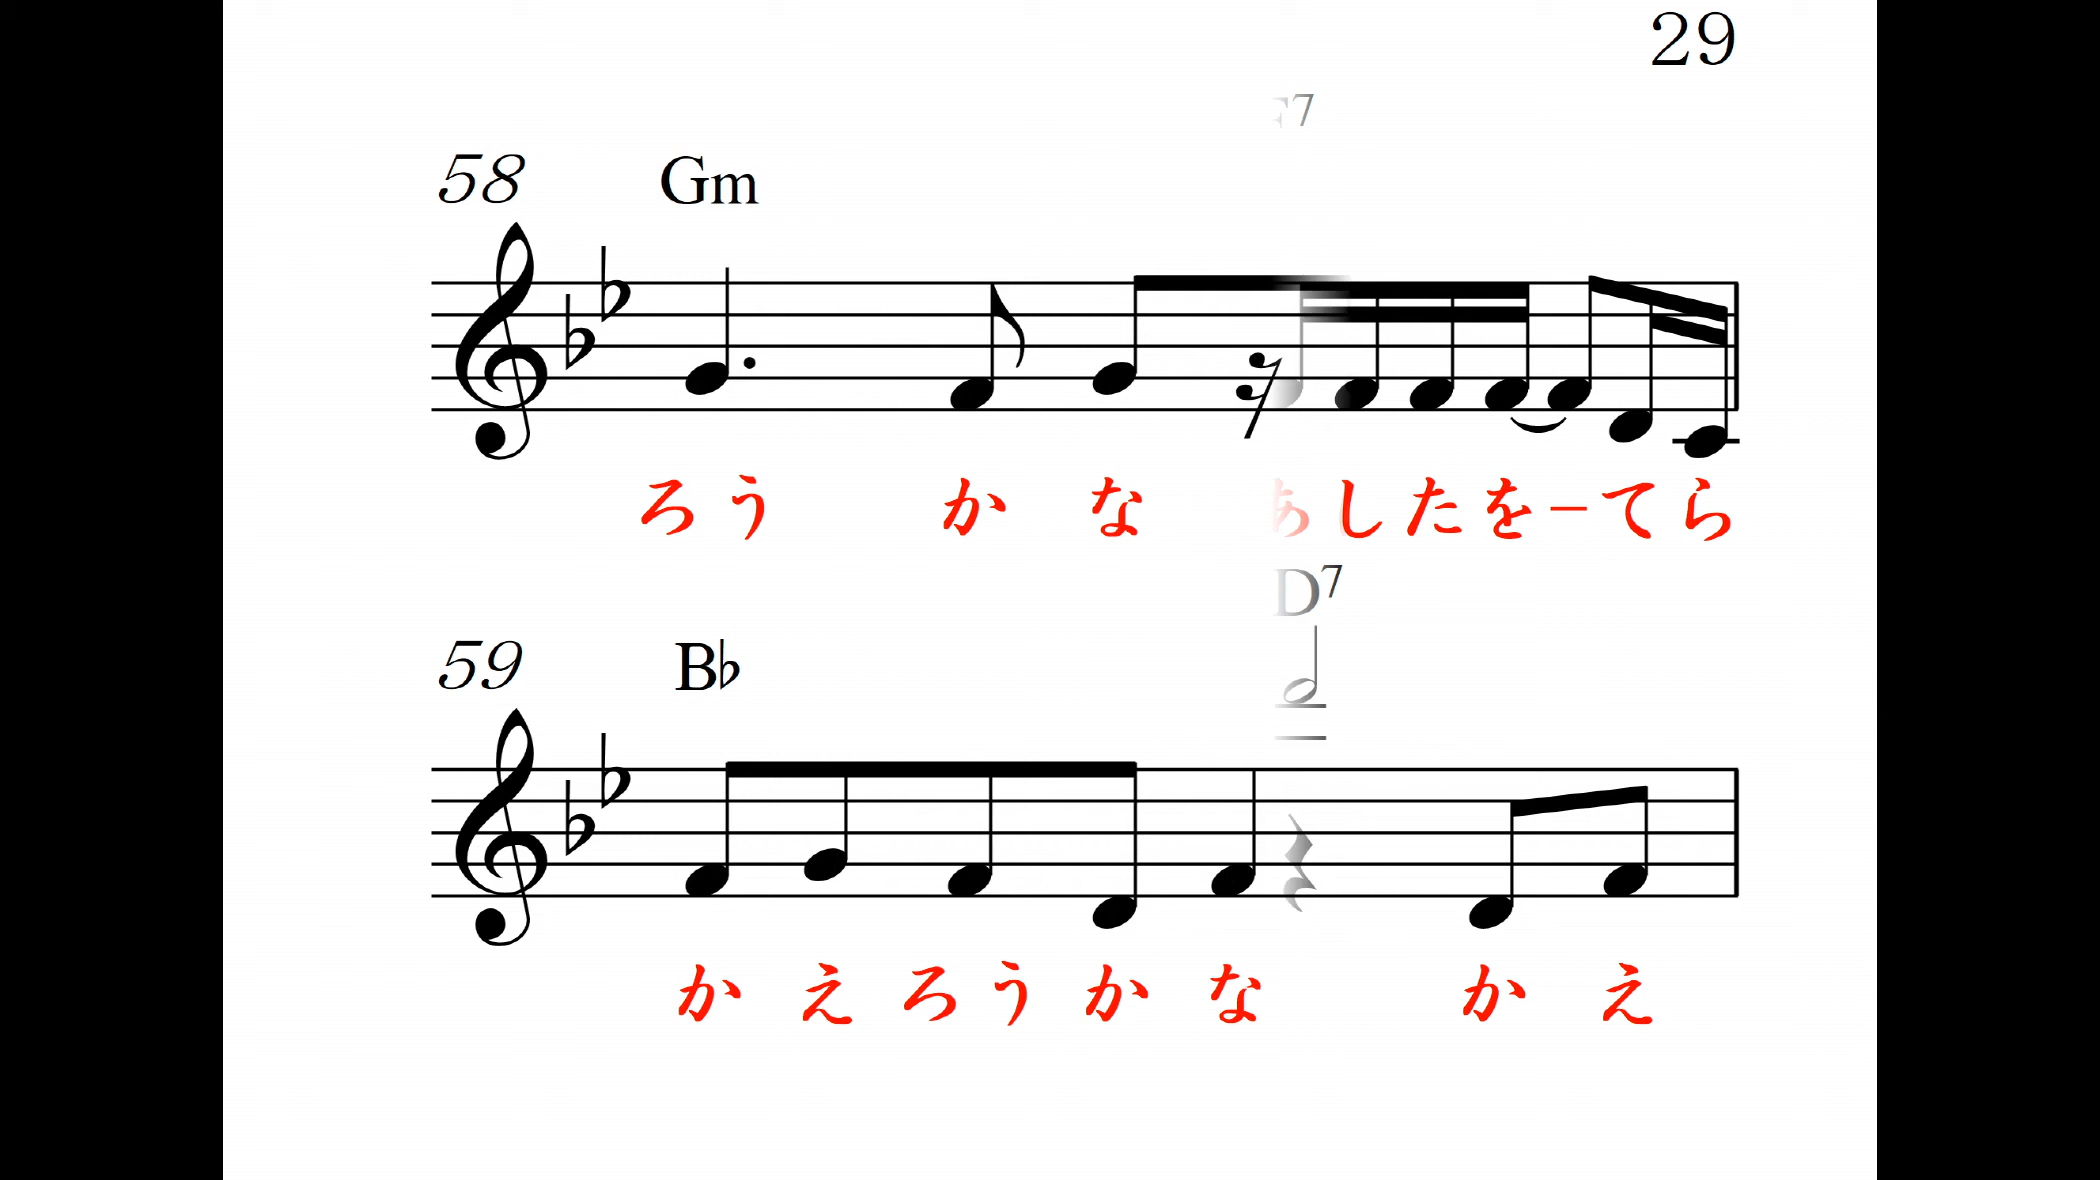 29
58 Gm
ろう か な したを–てら
D7
59 B♭
か え ろう か な か え